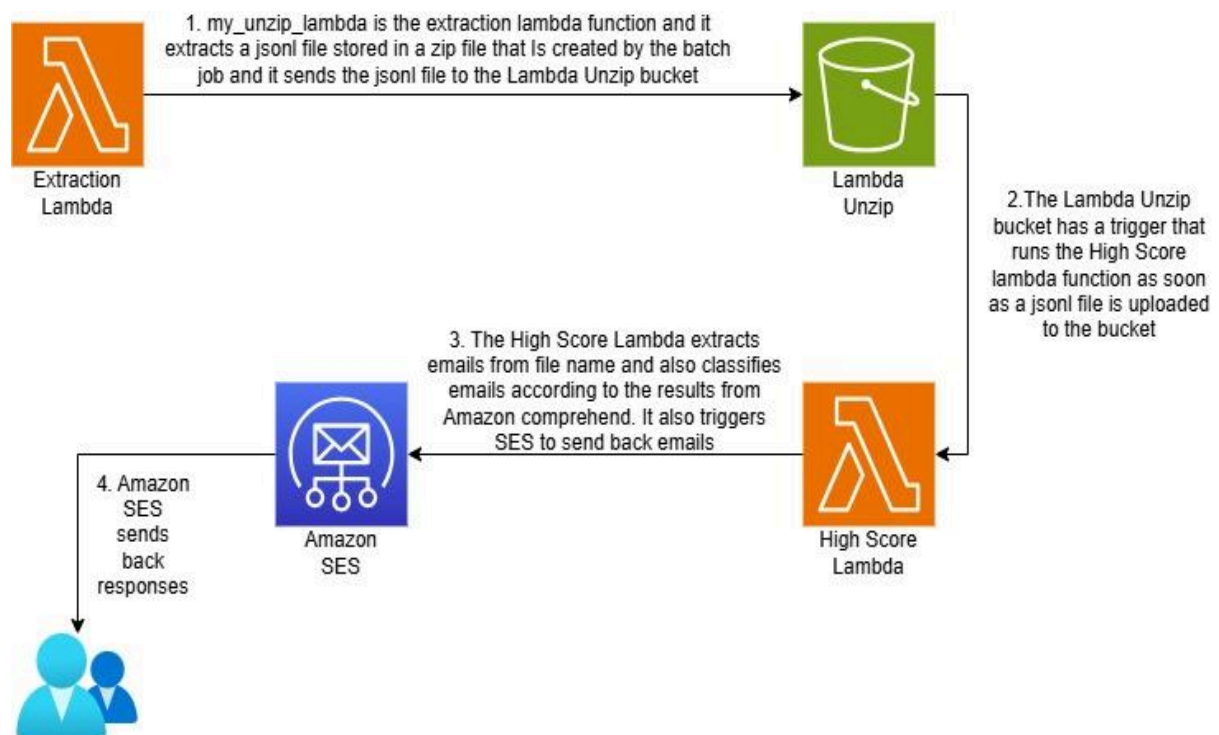 1. my_unzip_lambda is the extraction lambda function and it
extracts a jsonl file stored in a zip file that Is created by the batch
job and it sends the jsonl file to the Lambda Unzip bucket
Extraction
Lambda
Lambda
Unzip
2.The Lambda Unzip
bucket has a trigger that
runs the High Score
lambda function as soon
as a jsonl file is uploaded
to the bucket
3. The High Score Lambda extracts
emails from file name and also classifies
emails according to the results from
Amazon comprehend. It also triggers
SES to send back emails
High Score
Lambda
Amazon
SES
4. Amazon
SES
sends
back
responses